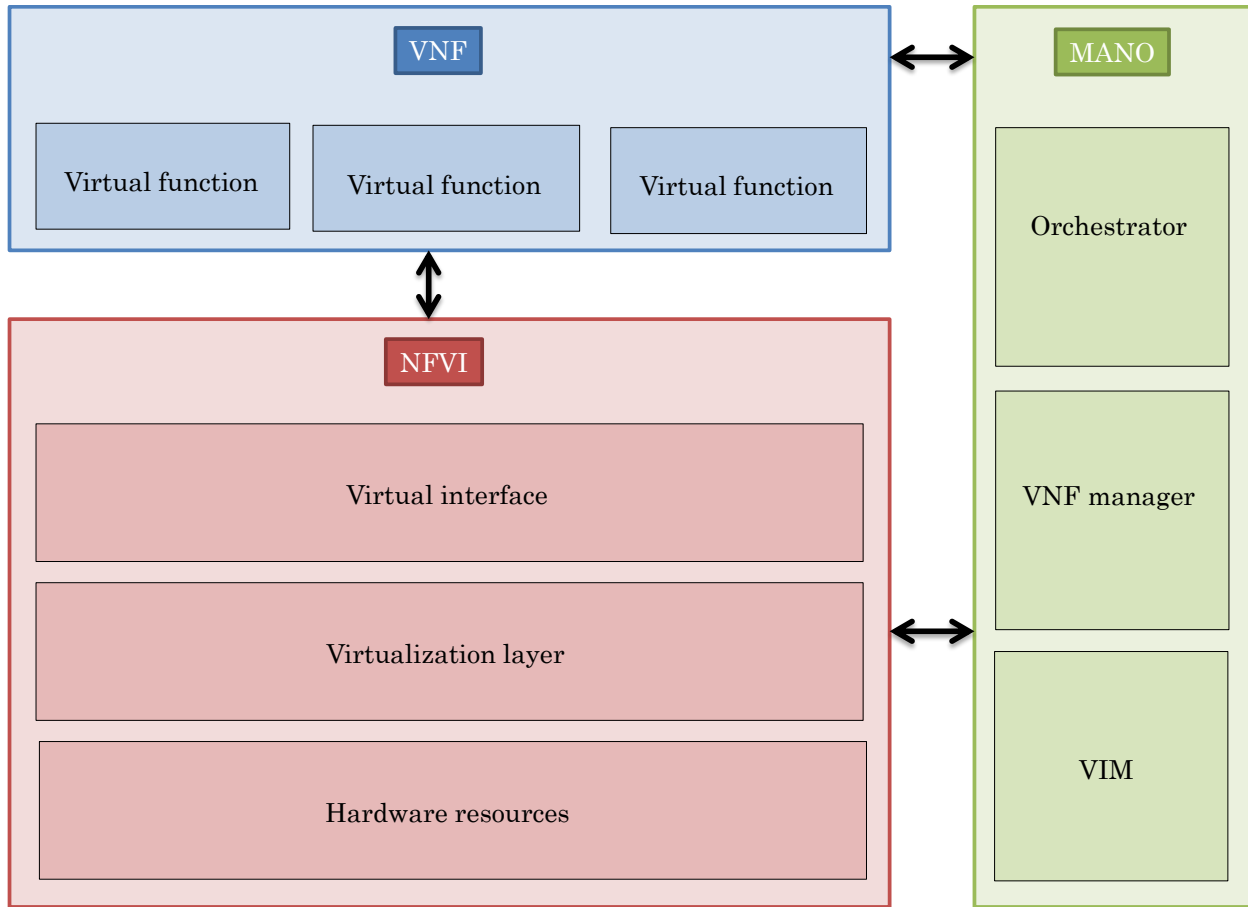 VNF
Virtual function
Virtual function
Virtual function
NFVI
Virtual interface
Virtualization layer
Hardware resources
MANO
Orchestrator
VNF manager
VIM